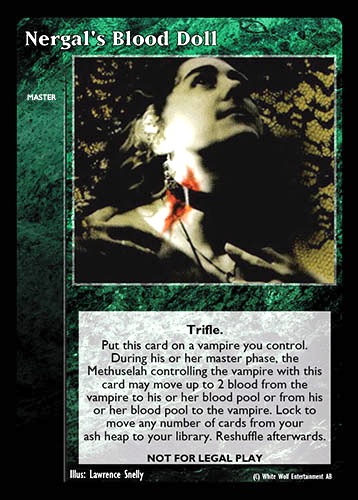 Nergal's Blood Doll
MASTER
Trifle.
Put this card on a vampire you control.
During his or her master phase, the
Methuselah controlling the vampire with this
card may move up to 2 blood from the
vampire to his or her blood pool or from his
or her blood pool to the vampire. Lock to
move any number of cards from your
ash heap to your library. Reshuffle afterwards.
NOT FOR LEGAL PLAY
Illus: Lawrence Snelly
(C) White Wolf Entertainment AB